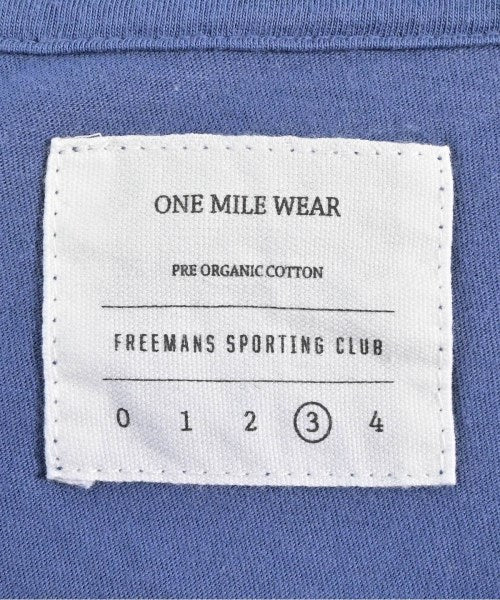 ONE MILE WEAR
PRE ORGANIC COTTON
FREEMANS SPORTING CLUB
0 1 2 3 4